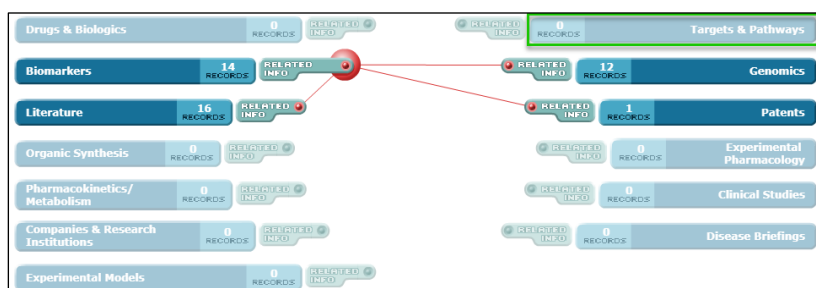 Drugs & Biologics 0 RECORDS RELATED INFO
RELATED INFO 0 RECORDS Targets & Pathways
Biomarkers 14 RECORDS RELATED INFO
RELATED INFO 12 RECORDS Genomics
Literature 16 RECORDS RELATED INFO
RELATED INFO 1 RECORDS Patents
Organic Synthesis 0 RECORDS RELATED INFO
RELATED INFO 0 RECORDS Experimental Pharmacology
Pharmacokinetics/ Metabolism 0 RECORDS RELATED INFO
RELATED INFO 0 RECORDS Clinical Studies
Companies & Research Institutions 0 RECORDS RELATED INFO
RELATED INFO 0 RECORDS Disease Briefings
Experimental Models 0 RECORDS RELATED INFO